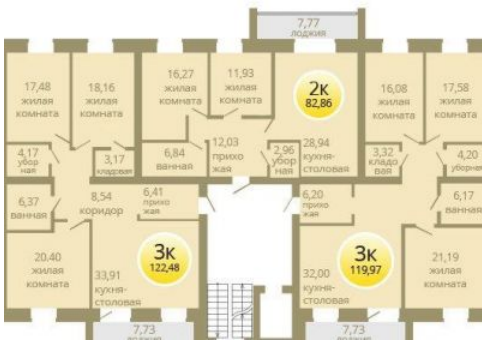 7,77
лоджия
17,48
жилая
комната
18,16
жилая
комната
16,27
жилая
комната
11,93
жилая
комната
2к
82,86
16,08
жилая
комната
17,58
жилая
комната
4,17
убор
ная
3,17
кладовая
6,84
ванная
12,03
прихо
жая
2,96
убор
ная
28,94
кухня-
столовая
3,32
кладо
вая
4,20
уборная
6,37
ванная
8,54
коридор
6,41
прихо
жая
6,20
прихо
жая
6,17
ванная
20.40
жилая
комната
3к
122,48
33,91
кухня-
столовая
3к
119,97
32,00
кухня-
столовая
21,19
жилая
комната
7,73
лоджия
7,73
лоджия